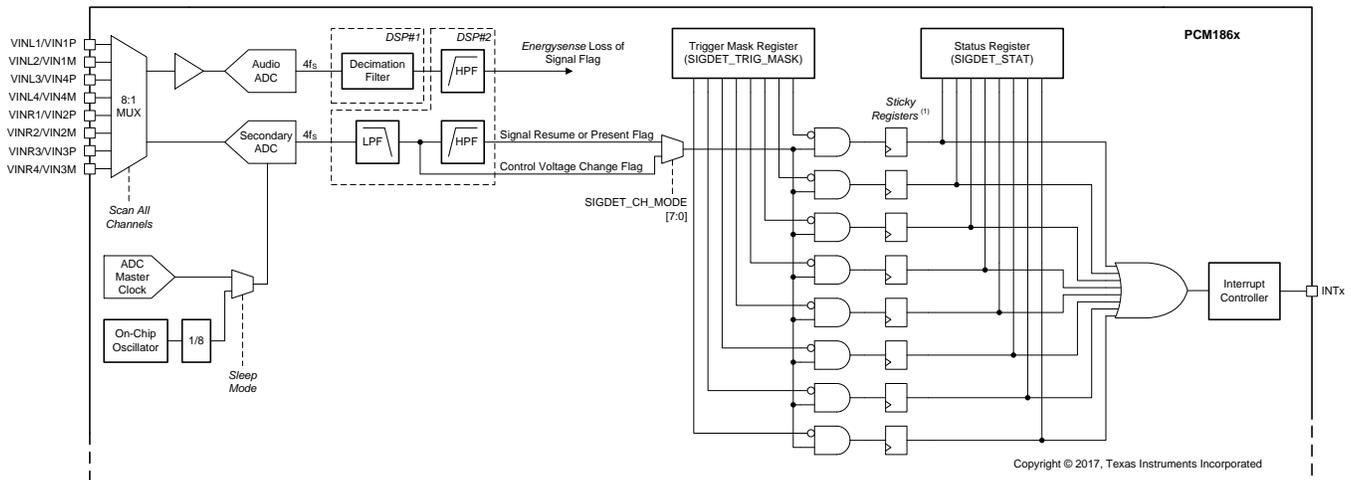 PCM186x
VINL1/VIN1P
VINL2/VIN1M
VINL3/VIN4P
VINL4/VIN4M
VINR1/VIN2P
VINR2/VIN2M
VINR3/VIN3P
VINR4/VIN3M
8:1
MUX
Scan All
Channels
Audio
ADC
4fS
DSP#1
Decimation
Filter
DSP#2
HPF
Energysense Loss of
Signal Flag
Secondary
ADC
4fS
LPF
HPF
Signal Resume or Present Flag
Control Voltage Change Flag
SIGDET_CH_MODE
[7:0]
ADC
Master
Clock
On-Chip
Oscillator
1/8
Sleep
Mode
Trigger Mask Register
(SIGDET_TRIG_MASK)
Status Register
(SIGDET_STAT)
Sticky
Registers (1)
Interrupt
Controller
INTx
Copyright © 2017, Texas Instruments Incorporated